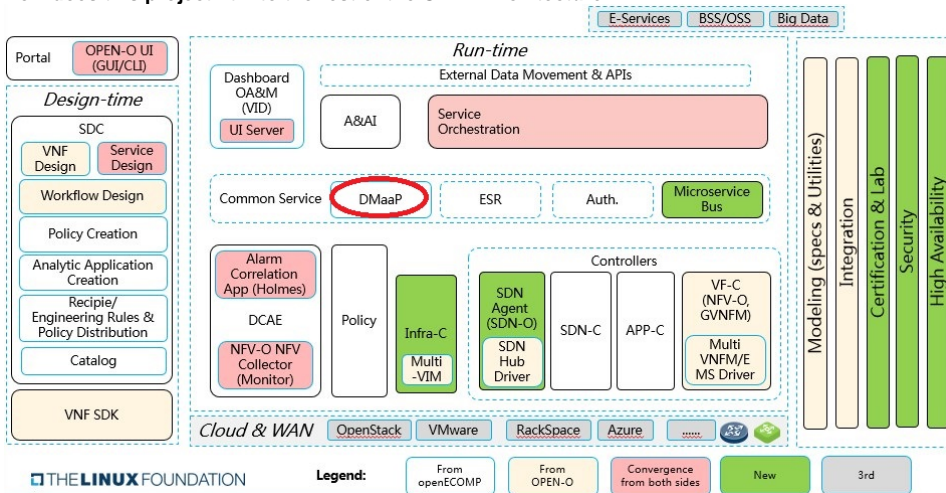 E-Services
BSS/OSS
Big Data
Portal
OPEN-O UI
(GUI/CLI)
Design-time
SDC
VNF
Design
Service
Design
Workflow Design
Policy Creation
Analytic Application
Creation
Recipie/
Engineering Rules &
Policy Distribution
Catalog
VNF SDK
Run-time
Dashboard
OA&M
(VID)
UI Server
External Data Movement & APIs
A&AI
Service
Orchestration
Common Service
DMaaP
ESR
Auth.
Microservice
Bus
Alarm
Correlation
App (Holmes)
DCAE
NFV-O NFV
Collector
(Monitor)
Policy
Infra-C
Multi
-VIM
Controllers
SDN
Agent
(SDN-O)
SDN
Hub
Driver
SDN-C
APP-C
VF-C
(NFV-O,
GVNFM)
Multi
VNFM/E
MS Driver
Cloud & WAN
OpenStack
VMware
RackSpace
Azure
......
Modeling (specs & Utilities)
Integration
Certification & Lab
Security
High Availability
THE LINUX FOUNDATION
Legend:
From
openECOMP
From
OPEN-O
Convergence
from both sides
New
3rd